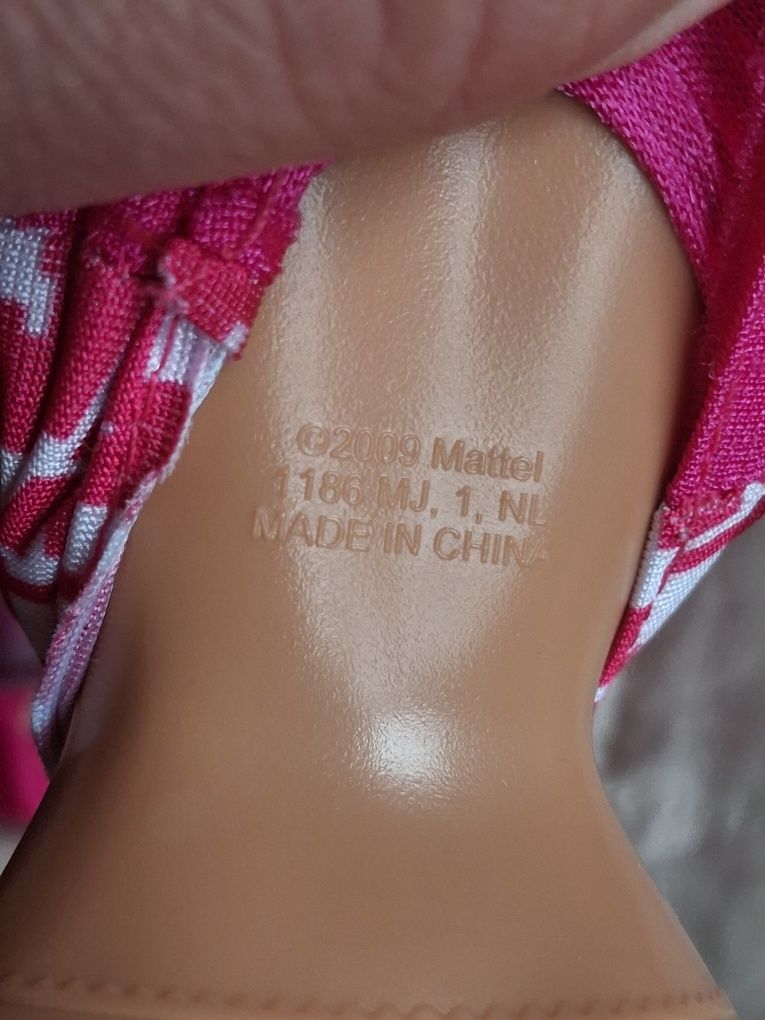 ©2009 Mattel
1186 MJ, 1, NL
MADE IN CHINA